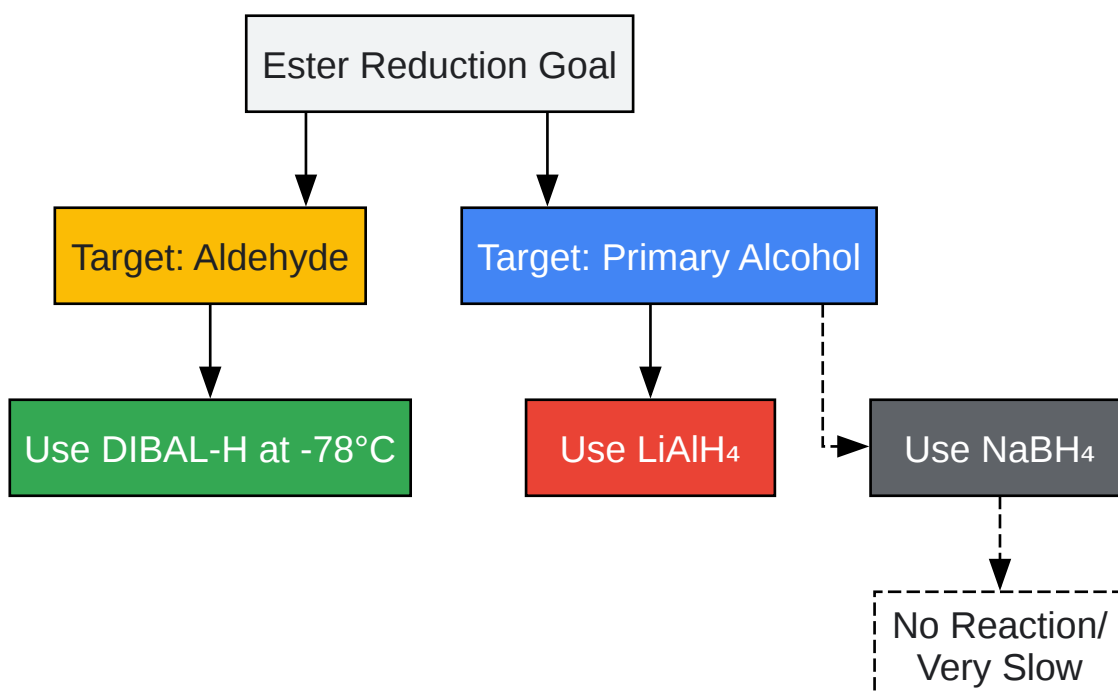 Ester Reduction Goal
Target: Aldehyde
Target: Primary Alcohol
Use DIBAL-H at -78°C
Use LiAlH₄
Use NaBH₄
No Reaction/
Very Slow